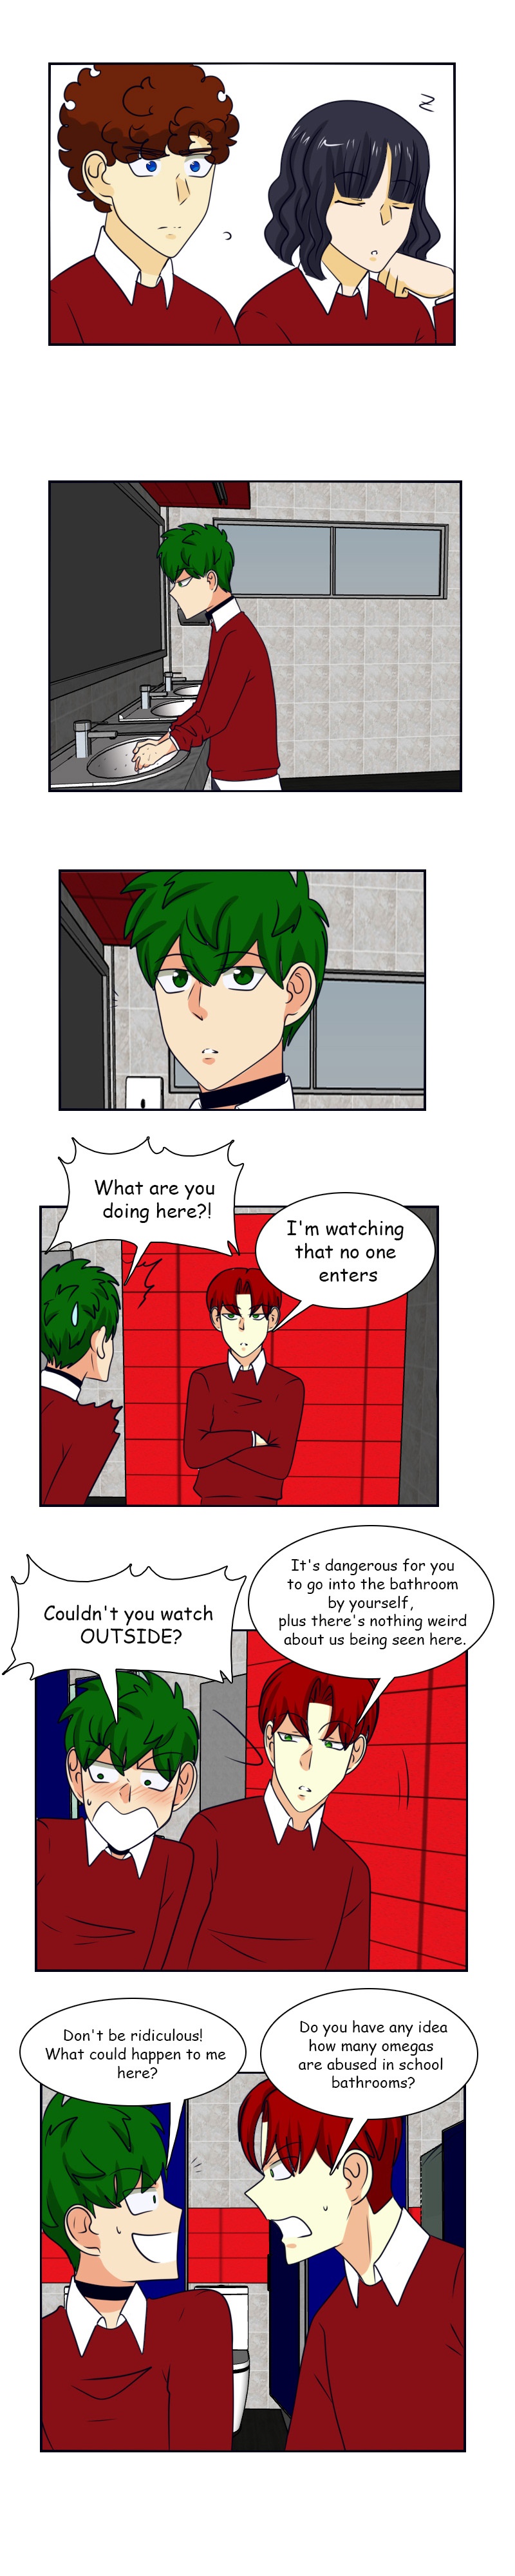 z
What are you
doing here?!
I'm watching
that no one
enters
Couldn't you watch
OUTSIDE?
It's dangerous for you
to go into the bathroom
by yourself,
plus there's nothing weird
about us being seen here.
Don't be ridiculous!
What could happen to me
here?
Do you have any idea
how many omegas
are abused in school
bathrooms?